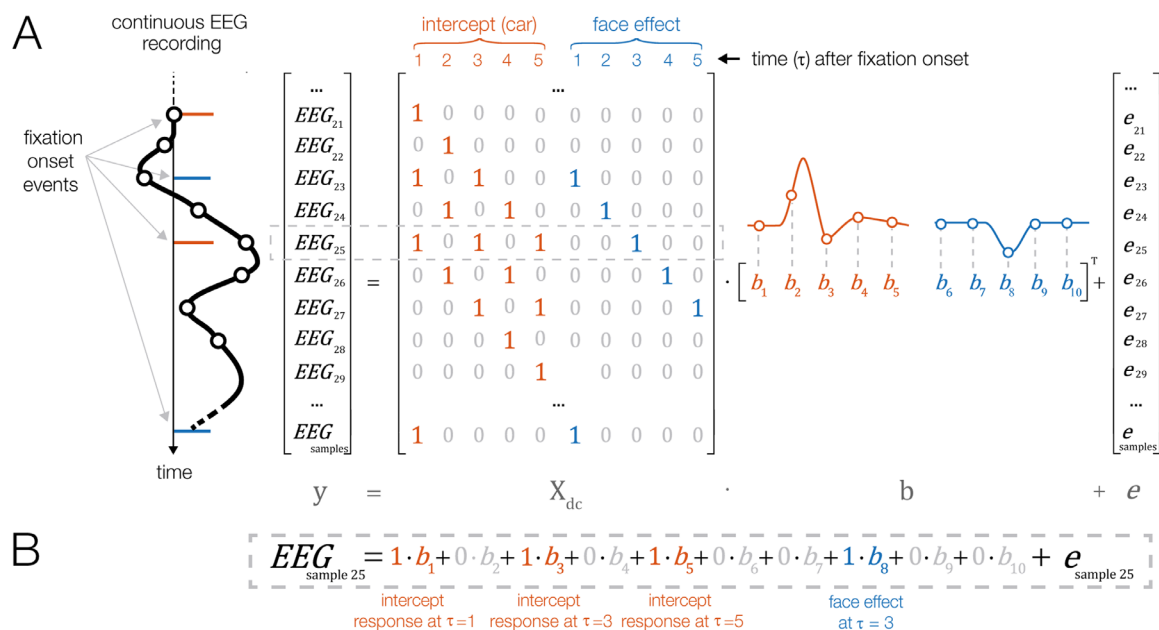 A
continuous EEG
recording
intercept (car) face effect
1 2 3 4 5 1 2 3 4 5 ← time (τ) after fixation onset
fixation
onset
events
time
... ... ...
EEG21 1 0 0 0 0 0 0 0 0 0 e21
EEG22 0 1 0 0 0 0 0 0 0 0 e22
EEG23 1 0 1 0 0 1 0 0 0 0 e23
EEG24 0 1 0 1 0 0 1 0 0 0 e24
EEG25 1 0 1 0 1 0 0 1 0 0 e25
EEG26 = 0 1 0 1 0 0 0 0 1 0 · [b1 b2 b3 b4 b5 b6 b7 b8 b9 b10]T + e26
EEG27 0 0 1 0 1 0 0 0 0 1 e27
EEG28 0 0 0 1 0 0 0 0 0 0 e28
EEG29 0 0 0 0 1 0 0 0 0 e29
... ... ...
EEG samples 1 0 0 0 0 1 0 0 0 0 e samples
y = Xdc · b + e
B
EEG sample 25 = 1·b1+0·b2+1·b3+0·b4+1·b5+0·b6+0·b7+1·b8+0·b9+0·b10+ e sample 25
intercept
response at τ=1
intercept
response at τ=3
intercept
response at τ=5
face effect
at τ = 3